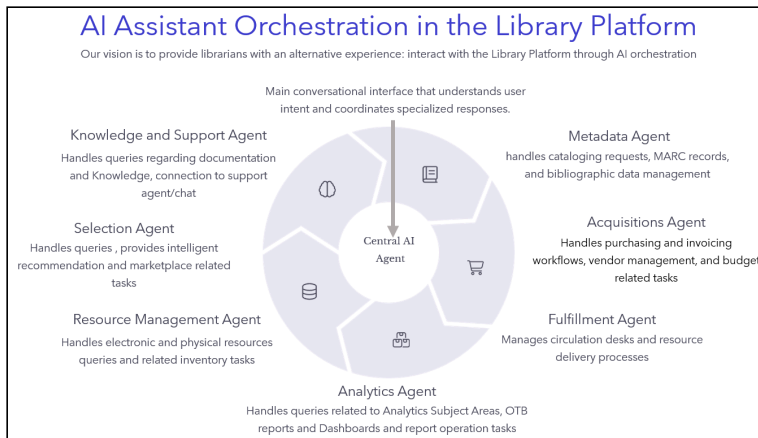 AI Assistant Orchestration in the Library Platform
Our vision is to provide librarians with an alternative experience: interact with the Library Platform through AI orchestration
Main conversational interface that understands user
intent and coordinates specialized responses.
Knowledge and Support Agent
Handles queries regarding documentation
and Knowledge, connection to support
agent/chat
Metadata Agent
handles cataloging requests, MARC records,
and bibliographic data management
Selection Agent
Handles queries , provides intelligent
recommendation and marketplace related
tasks
Central AI
Agent
Acquisitions Agent
Handles purchasing and invoicing
workflows, vendor management, and budget
related tasks
Resource Management Agent
Handles electronic and physical resources
queries and related inventory tasks
Fulfillment Agent
Manages circulation desks and resource
delivery processes
Analytics Agent
Handles queries related to Analytics Subject Areas, OTB
reports and Dashboards and report operation tasks